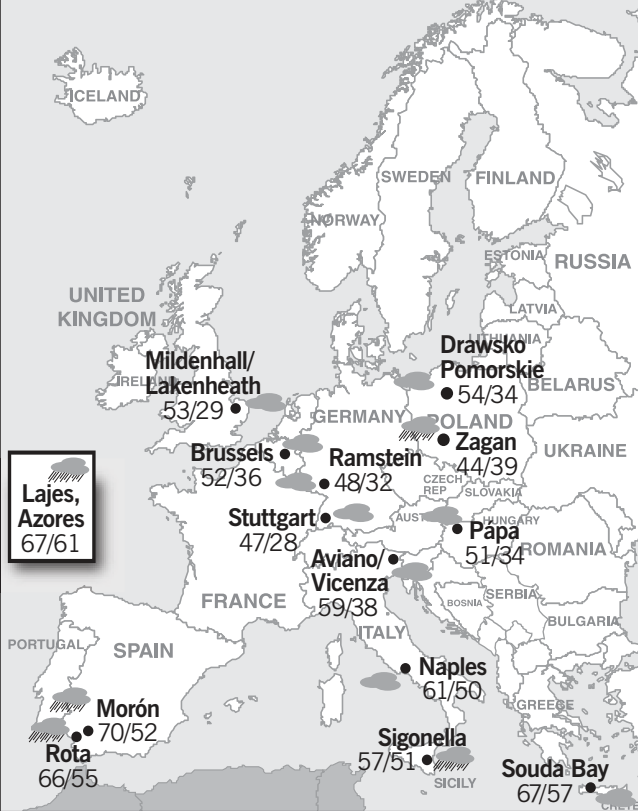 ICELAND
SWEDEN
FINLAND
NORWAY
ESTONIA
RUSSIA
LATVIA
LITHUANIA
UNITED
KINGDOM
IRELAND
Mildenhall/
Lakenheath
53/29
Drawsko
Pomorskie
54/34
BELARUS
GERMANY
POLAND
Zagan
44/39
Brussels
52/36
Ramstein
48/32
UKRAINE
CZECH
REP
SLOVAKIA
Lajes,
Azores
67/61
Stuttgart
47/28
AUST
HUNGARY
Pápa
51/34
ROMANIA
Aviano/
Vicenza
59/38
FRANCE
BOSNIA
SERBIA
BULGARIA
ITALY
PORTUGAL
SPAIN
Naples
61/50
Morón
70/52
GREECE
Rota
66/55
Sigonella
57/51
SICILY
Souda Bay
67/57
CRETE